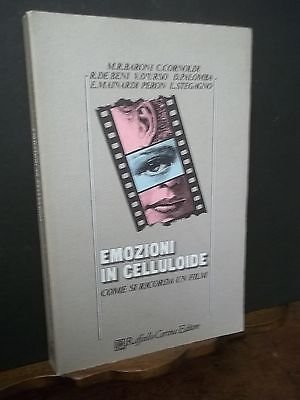 M.R. BARONI C. CORNOLDI
- R. DE BENI V. D'URSO D. PALOMBA -
E. MAINARDI PERON L. STEGAGNO
EMOZIONI
IN CELLULOIDE
COME SI RICORDA UN FILM
Raffaello Cortina Editore